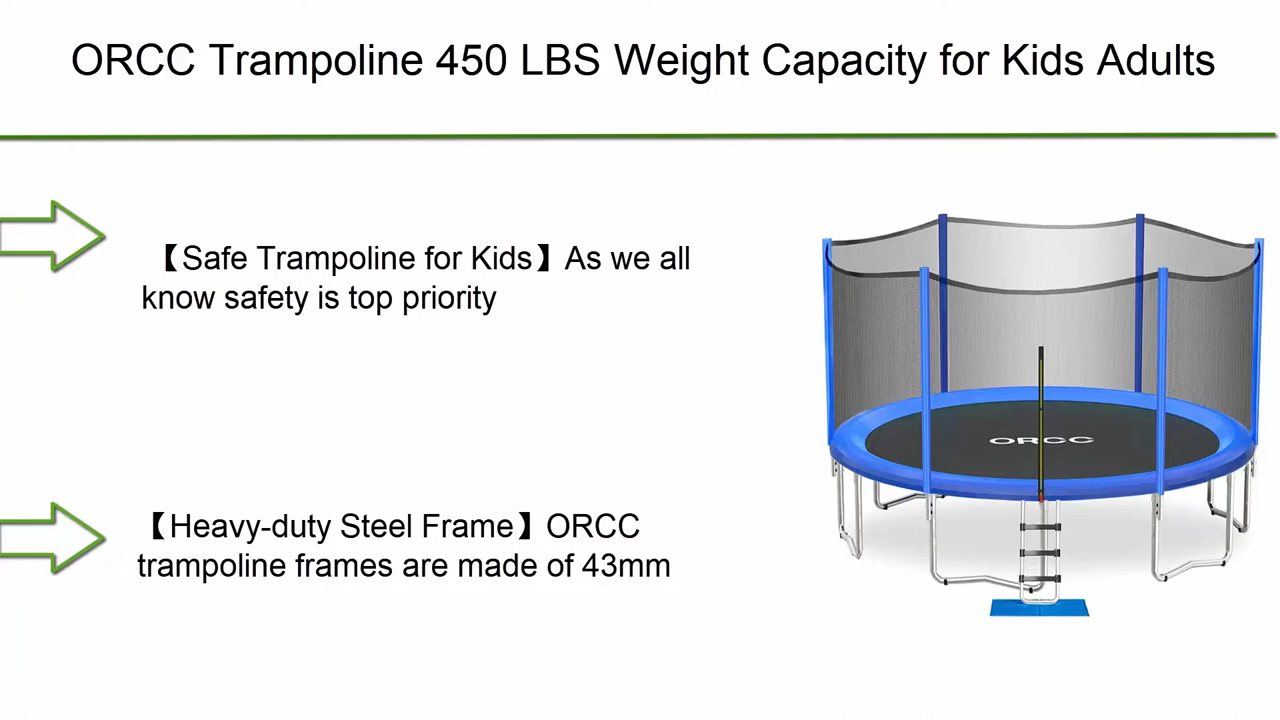 ORCC Trampoline 450 LBS Weight Capacity for Kids Adults
【Safe Trampoline for Kids】As we all
know safety is top priority
ORCC
【Heavy-duty Steel Frame】ORCC
trampoline frames are made of 43mm